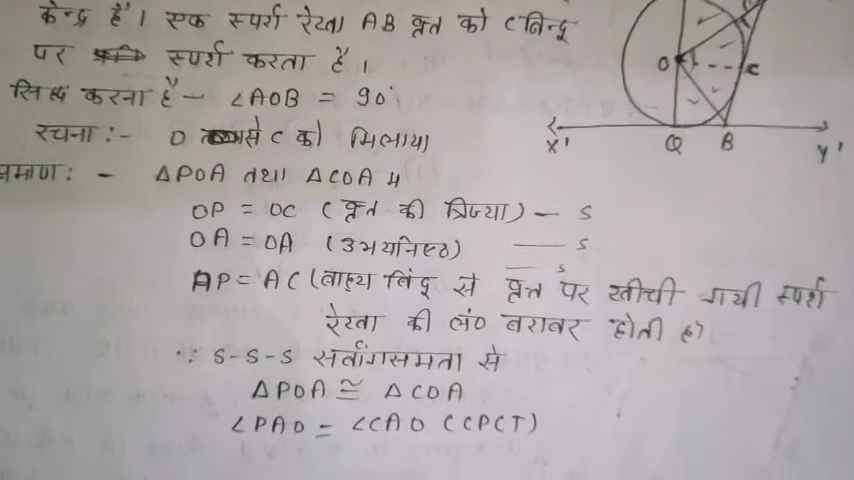 केन्द्र हैं। एक स्पर्श रेखा AB वृत को C बिन्दू
पर स्पर्श करता है।
सिद्ध करना है - ∠AOB = 90°
रचना :- O से C को मिलाया
प्रमाण: - ΔPOA तथा ΔCOA में
OP = OC (वृत की त्रिज्या) — S
OA = OA (उभयनिष्ठ) — S
AP = AC (बाह्य बिंदू से वृत पर खीची गयी स्पर्श — S
रेखा की लं० बराबर होती है)
∵ S-S-S सर्वांगसमता से
ΔPOA ≅ ΔCOA
∠PAO = ∠CAO (CPCT)
O C
X' Q B Y'